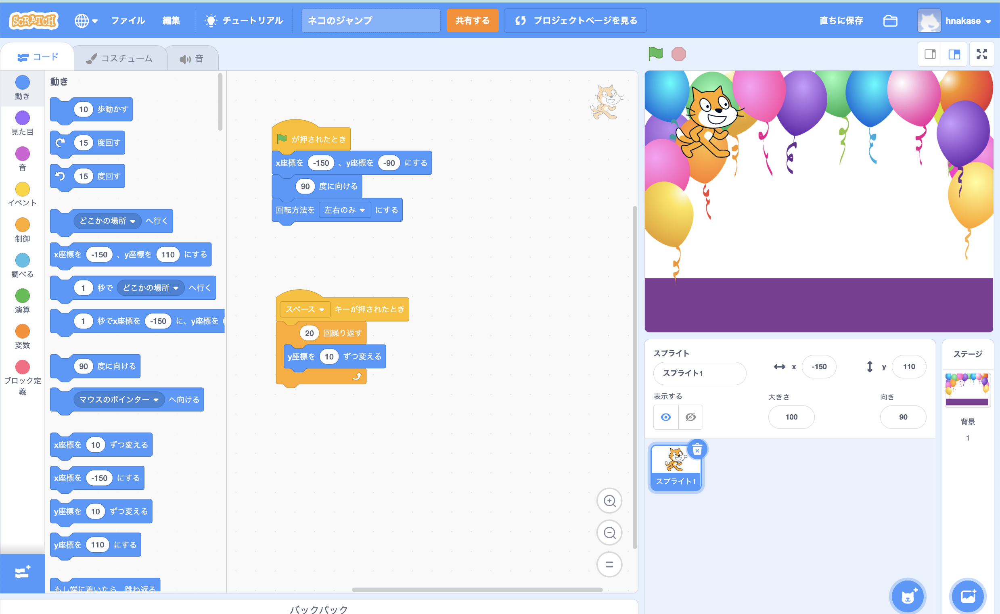 SCRATCH
ファイル
編集
チュートリアル
ネコのジャンプ
共有する
プロジェクトページを見る
直ちに保存
hnakase
コード
コスチューム
音
動き
見た目
音
イベント
制御
調べる
演算
変数
ブロック定
義
動き
10 歩動かす
15 度回す
15 度回す
どこかの場所 へ行く
x座標を -150 、y座標を 110 にする
1 秒で どこかの場所 へ行く
1 秒でx座標を -150 に、y座標を
90 度に向ける
マウスのポインター へ向ける
x座標を 10 ずつ変える
x座標を -150 にする
y座標を 10 ずつ変える
y座標を 110 にする
もし端に着いたら、跳ね返る
が押されたとき
x座標を -150 、y座標を -90 にする
90 度に向ける
回転方法を 左右のみ にする
スペース キーが押されたとき
20 回繰り返す
y座標を 10 ずつ変える
バックパック
スプライト
スプライト1
x -150
y 110
表示する
大きさ
100
向き
90
スプライト1
ステージ
背景
1